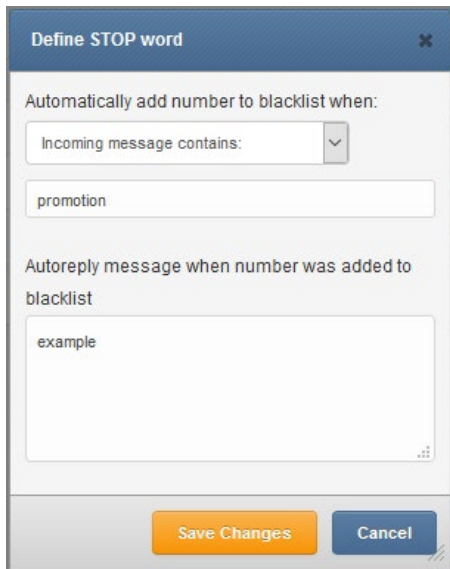 Define STOP word
Automatically add number to blacklist when:
Incoming message contains:
promotion
Autoreply message when number was added to
blacklist
example
Save Changes
Cancel